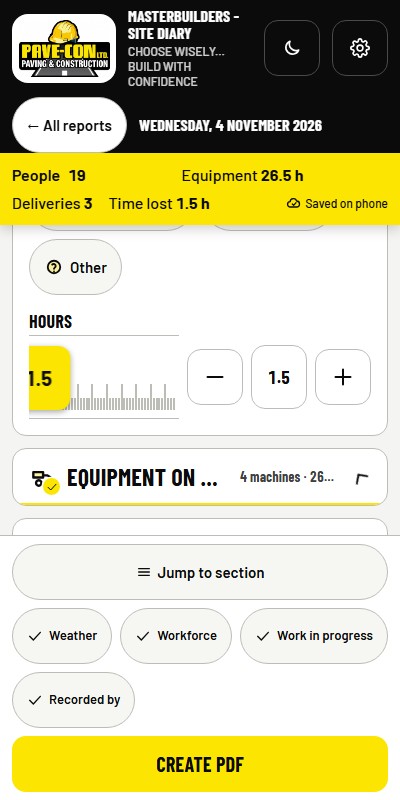 PAVE-CON LTD.
PAVING & CONSTRUCTION
MASTERBUILDERS -
SITE DIARY
CHOOSE WISELY...
BUILD WITH
CONFIDENCE
← All reports
WEDNESDAY, 4 NOVEMBER 2026
People 19
Equipment 26.5 h
Deliveries 3
Time lost 1.5 h
Saved on phone
Other
HOURS
1.5
1.5
EQUIPMENT ON ...
4 machines · 26...
Jump to section
Weather
Workforce
Work in progress
Recorded by
CREATE PDF